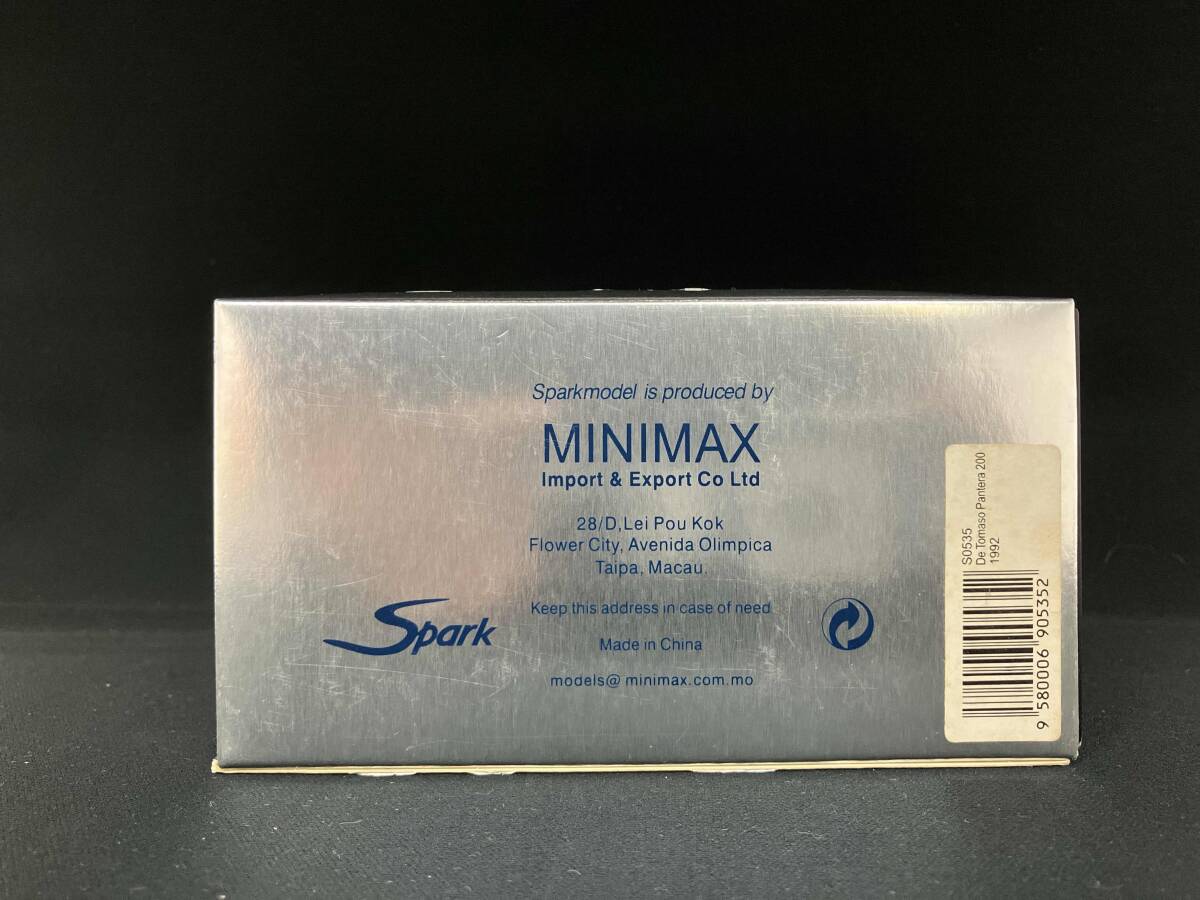 Sparkmodel is produced by
MINIMAX
Import & Export Co Ltd
28/D,Lei Pou Kok
Flower City, Avenida Olimpica
Taipa, Macau.
Keep this address in case of need
Spark
Made in China
models@ minimax.com.mo
S0535
De Tomaso Pantera 200
1992
9 580006 905352